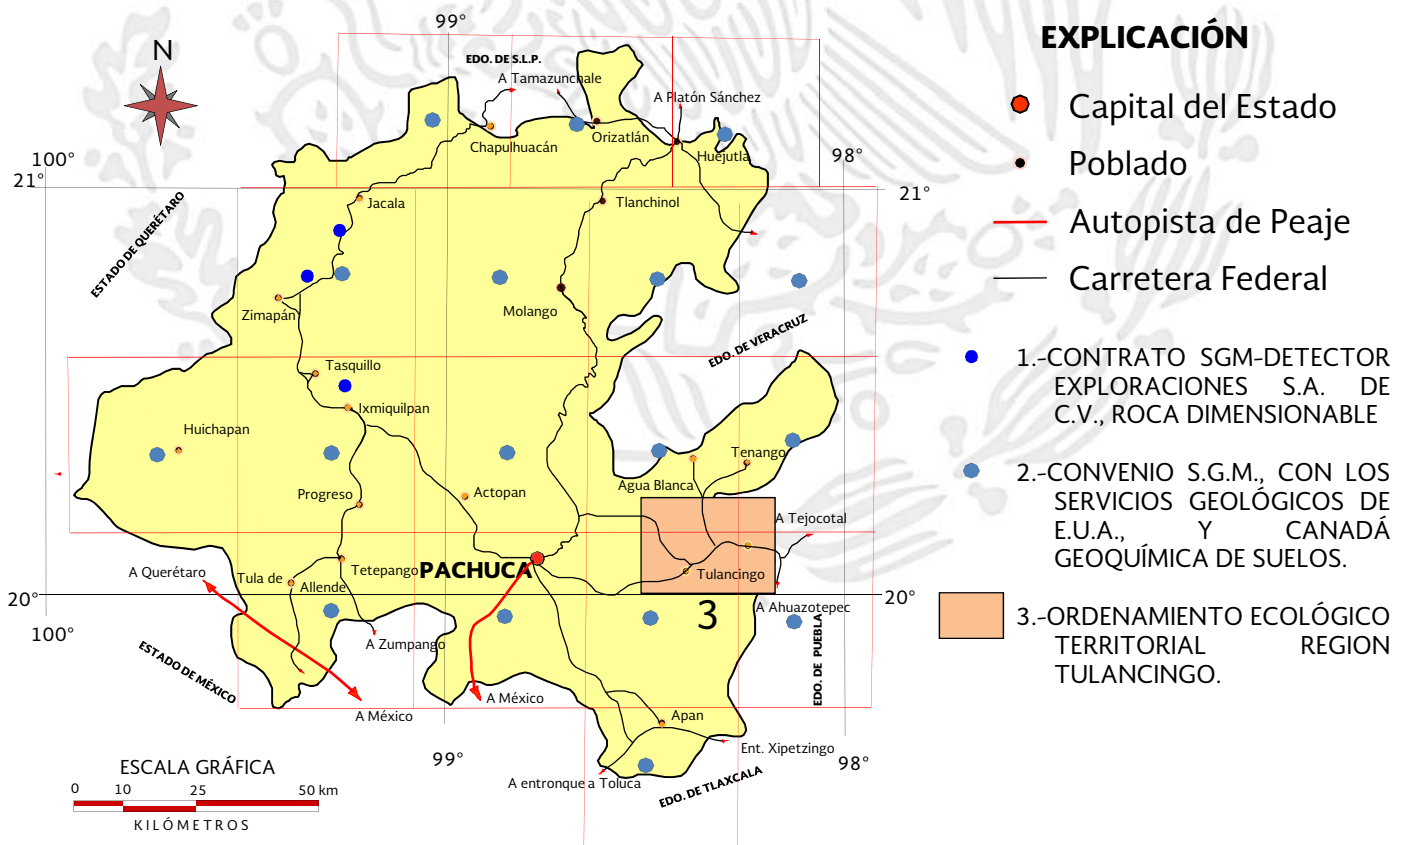 99°
EXPLICACIÓN
N
EDO. DE S.L.P.
A Tamazunchale
A Platón Sánchez
Capital del Estado
Orizatlán
Chapulhuacán
Huejutla
100°
98°
Poblado
21°
21°
Jacala
Tlanchinol
Autopista de Peaje
ESTADO DE QUERÉTARO
Carretera Federal
Zimapán
Molango
EDO. DE VERACRUZ
1.-CONTRATO SGM-DETECTOR
EXPLORACIONES S.A. DE
C.V., ROCA DIMENSIONABLE
Tasquillo
Ixmiquilpan
Huichapan
Tenango
Agua Blanca
2.-CONVENIO S.G.M., CON LOS
SERVICIOS GEOLÓGICOS DE
E.U.A., Y CANADÁ
GEOQUÍMICA DE SUELOS.
Progreso
Actopan
A Tejocotal
A Querétaro
Tula de
Allende
Tetepango
PACHUCA
Tulancingo
20°
20°
3
A Ahuazotepec
3.-ORDENAMIENTO ECOLÓGICO
TERRITORIAL REGION
TULANCINGO.
100°
A Zumpango
ESTADO DE MÉXICO
EDO. DE PUEBLA
A México
A México
Apan
Ent. Xipetzingo
99°
98°
A entronque a Toluca
EDO. DE TLAXCALA
ESCALA GRÁFICA
0 10 25 50 km
KILÓMETROS